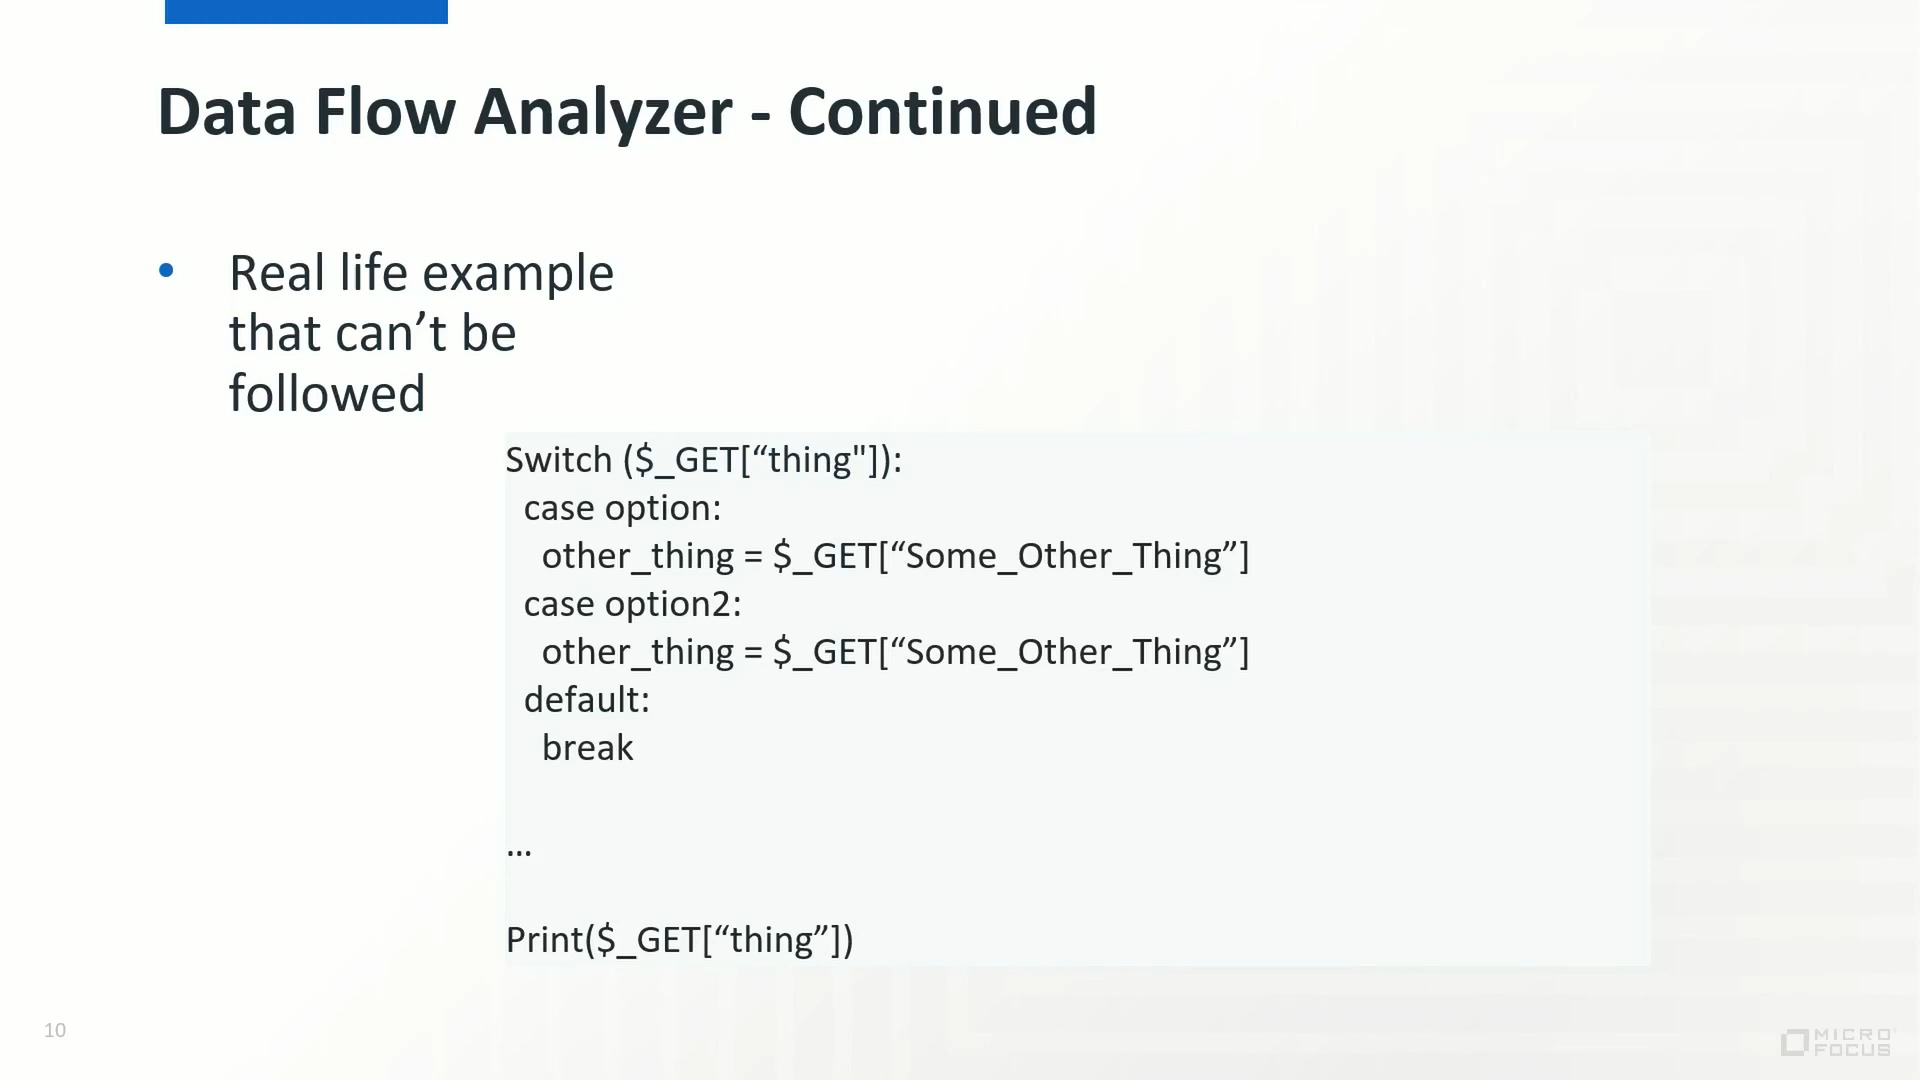 Data Flow Analyzer - Continued
• Real life example
that can’t be
followed
Switch ($_GET[“thing"]):
case option:
other_thing = $_GET[“Some_Other_Thing”]
case option2:
other_thing = $_GET[“Some_Other_Thing”]
default:
break
...
Print($_GET[“thing”])
10
MICRO
FOCUS